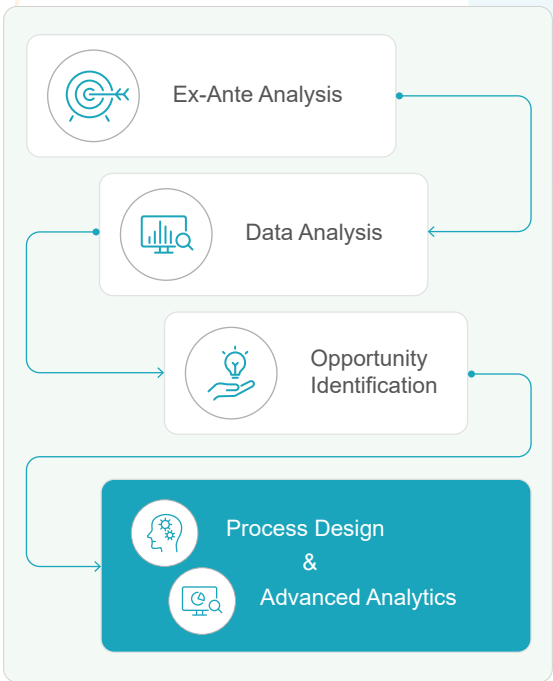 Ex-Ante Analysis
Data Analysis
Opportunity
Identification
Process Design
&
Advanced Analytics